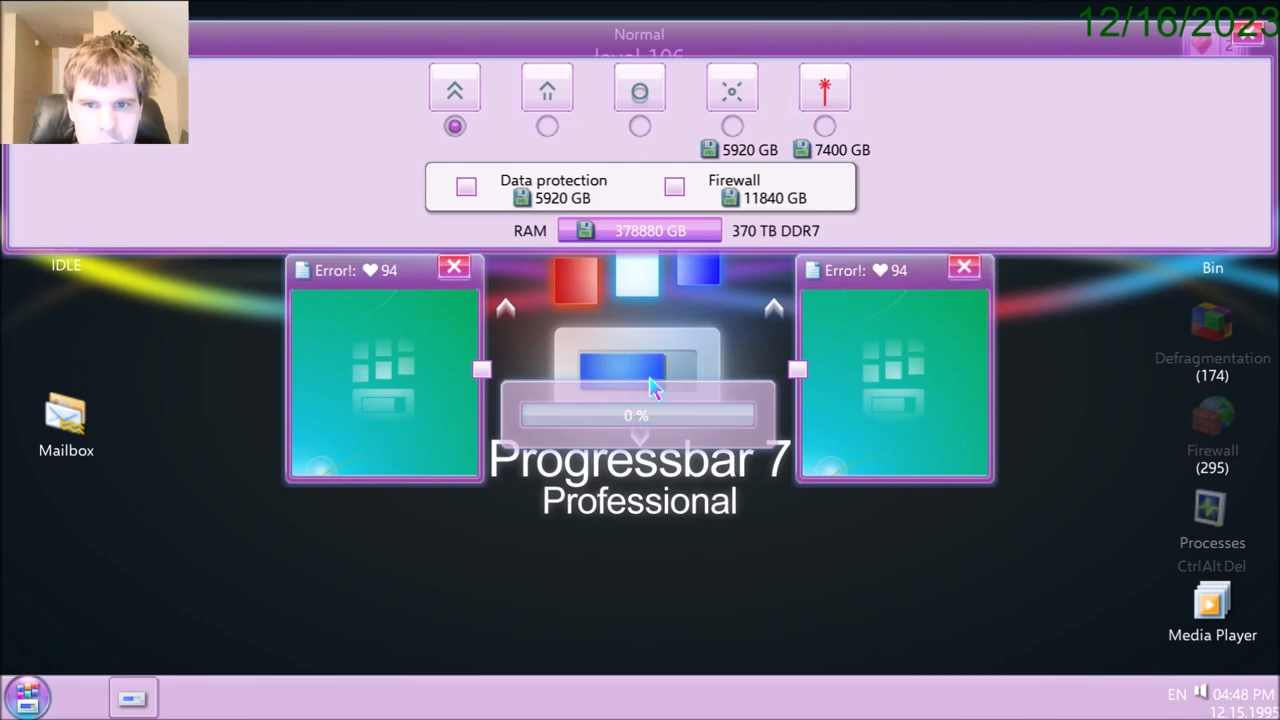 12/16/2023
Normal
level 106
5920 GB
7400 GB
Data protection
5920 GB
Firewall
11840 GB
RAM
378880 GB
370 TB DDR7
IDLE
Bin
Error!: ♥ 94
Error!: ♥ 94
Defragmentation
(174)
0 %
Mailbox
Firewall
(295)
Progressbar 7
Professional
Processes
CtrlAltDel
Media Player
EN
04:48 PM
12.15.1995